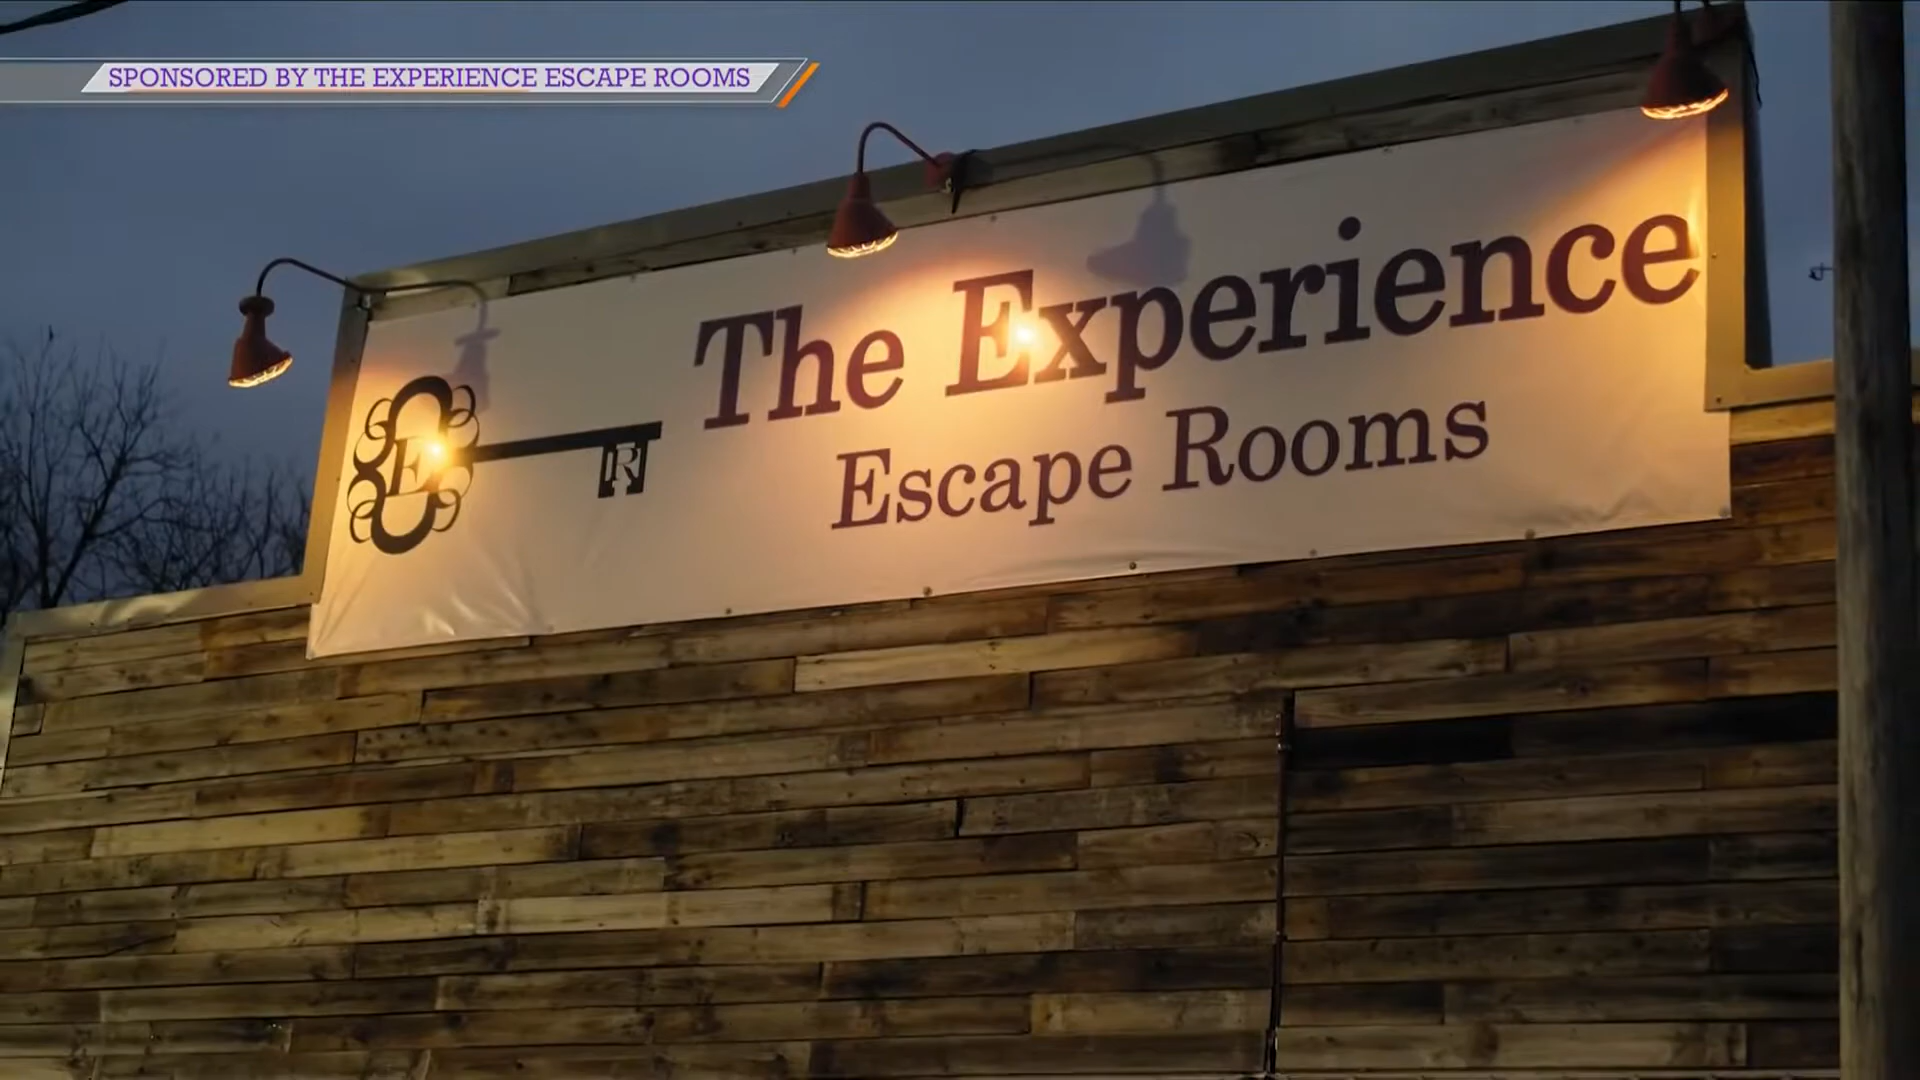 SPONSORED BY THE EXPERIENCE ESCAPE ROOMS
The Experience
Escape Rooms
E
R